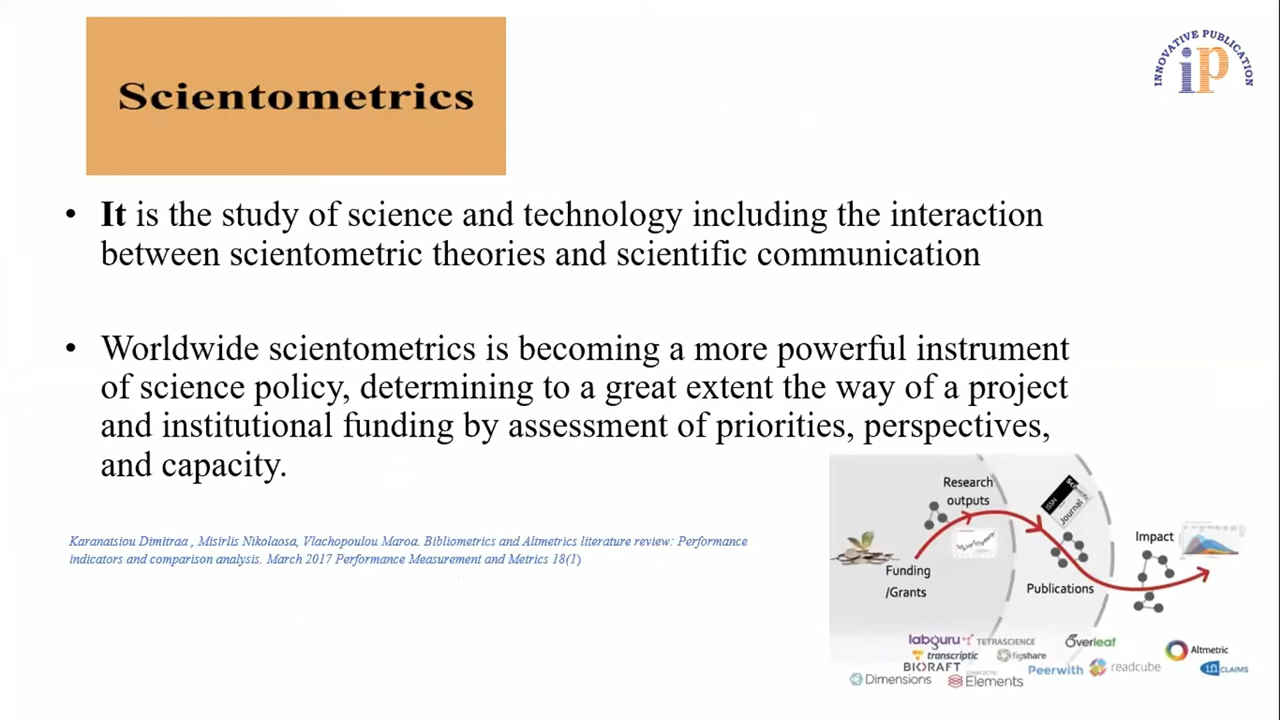 Scientometrics
INNOVATIVE PUBLICATION
ip
• It is the study of science and technology including the interaction
between scientometric theories and scientific communication
• Worldwide scientometrics is becoming a more powerful instrument
of science policy, determining to a great extent the way of a project
and institutional funding by assessment of priorities, perspectives,
and capacity.
Karanatsiou Dimitraa , Misirlis Nikolaosa, Vlachopoulou Maroa. Bibliometrics and Altmetrics literature review: Performance
indicators and comparison analysis. March 2017 Performance Measurement and Metrics 18(1)
Research
outputs
ISSN
Journal
Impact
Funding
/Grants
Publications
labguru
TETRASCIENCE
Overleaf
transcriptic
figshare
Altmetric
BIORAFT
Peerwith
readcube
CLAIMS
Dimensions
Elements